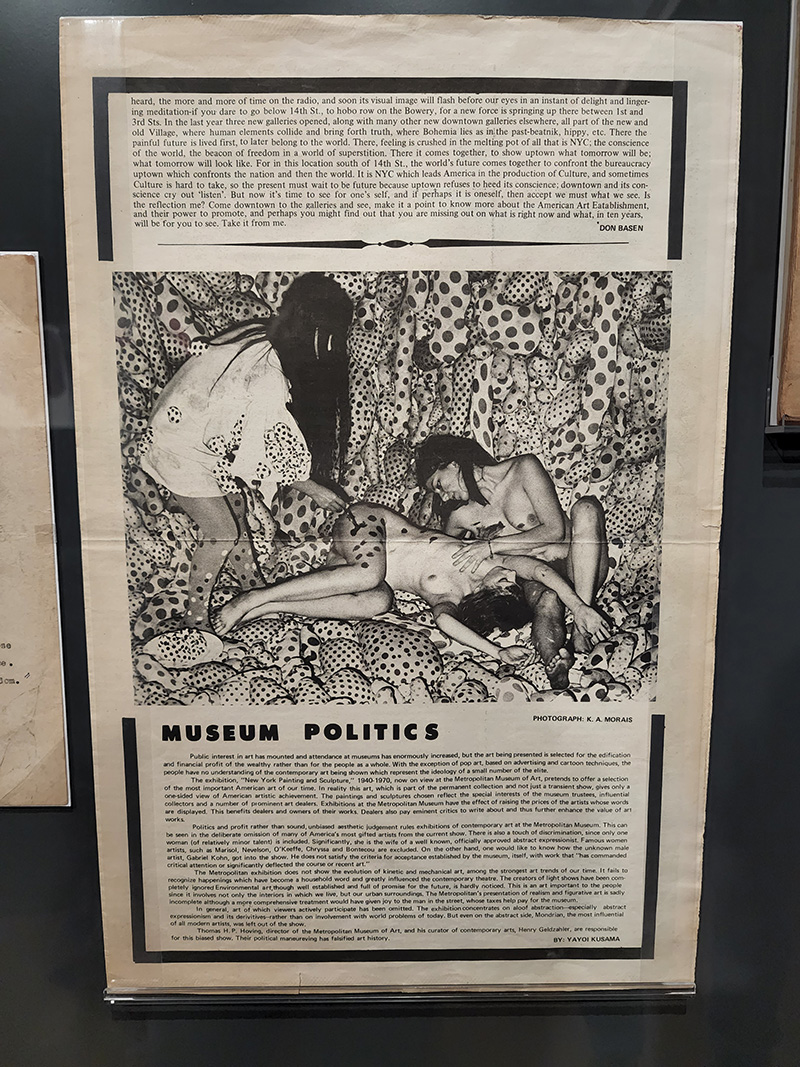 heard, the more and more of time on the radio, and soon its visual image will flash before our eyes in an instant of delight and linger-
ing meditation-if you dare to go below 14th St., to hobo row on the Bowery, for a new force is springing up there between 1st and
3rd Sts. In the last year three new galleries opened, along with many other new downtown galleries elsewhere, all part of the new and
old Village, where human elements collide and bring forth truth, where Bohemia lies as in the past-beatnik, hippy, etc. There the
painful future is lived first, to later belong to the world. There, feeling is crushed in the melting pot of all that is NYC; the conscience
of the world, the beacon of freedom in a world of superstition. There it comes together, to show uptown what tomorrow will be;
what tomorrow will look like. For in this location south of 14th St., the world's future comes together to confront the bureaucracy
uptown which confronts the nation and then the world. It is NYC which leads America in the production of Culture, and sometimes
Culture is hard to take, so the present must wait to be future because uptown refuses to heed its conscience; downtown and its con-
science cry out 'listen'. But now it's time to see for one's self, and if perhaps it is oneself, then accept we must what we see. Is
the reflection me? Come downtown to the galleries and see, make it a point to know more about the American Art Eatablishment,
and their power to promote, and perhaps you might find out that you are missing out on what is right now and what, in ten years,
will be for you to see. Take it from me.
DON BASEN
PHOTOGRAPH: K. A. MORAIS
MUSEUM POLITICS
Public interest in art has mounted and attendance at museums has enormously increased, but the art being presented is selected for the edification
and financial profit of the wealthy rather than for the people as a whole. With the exception of pop art, based on advertising and cartoon techniques, the
people have no understanding of the contemporary art being shown which represent the ideology of a small number of the elite.
The exhibition, "New York Painting and Sculpture," 1940-1970, now on view at the Metropolitan Museum of Art, pretends to offer a selection
of the most important American art of our time. In reality this art, which is part of the permanent collection and not just a transient show, gives only a
one-sided view of American artistic achievement. The paintings and sculptures chosen reflect the special interests of the museum trustees, influential
collectors and a number of prominent art dealers. Exhibitions at the Metropolitan Museum have the effect of raising the prices of the artists whose words
are displayed. This benefits dealers and owners of their works. Dealers also pay eminent critics to write about and thus further enhance the value of art
works.
Politics and profit rather than sound, unbiased aesthetic judgement rules exhibitions of contemporary art at the Metropolitan Museum. This can
be seen in the deliberate omission of many of America's most gifted artists from the current show. There is also a touch of discrimination, since only one
woman (of relatively minor talent) is included. Significantly, she is the wife of a well known, officially approved abstract expressionist. Famous women
artists, such as Marisol, Nevelson, O'Keeffe, Chryssa and Bontecou are excluded. On the other hand, one would like to know how the unknown male
artist, Gabriel Kohn, got into the show. He does not satisfy the criteria for acceptance established by the museum, itself, with work that "has commanded
critical attention or significantly deflected the course or recent art."
The Metropolitan exhibition does not show the evolution of kinetic and mechanical art, among the strongest art trends of our time. It fails to
recognize happenings which have become a household word and greatly influenced the contemporary theatre. The creators of light shows have been com-
pletely ignored Environmental art, though well established and full of promise for the future, is hardly noticed. This is an art important to the people
since it involves not only the interiors in which we live, but our urban surroundings. The Metropolitan's presentation of realism and figurative art is sadly
incomplete although a more comprehensive treatment would have given joy to the man in the street, whose taxes help pay for the museum.
In general, art of which viewers actively participate has been omitted. The exhibition concentrates on aloof abstraction—especially abstract
expressionism and its derivitives-rather than on involvement with world problems of today. But even on the abstract side, Mondrian, the most influential
of all modern artists, was left out of the show.
Thomas H. P. Hoving, director of the Metropolitan Museum of Art, and his curator of contemporary arts, Henry Geldzahler, are responsible
for this biased show. Their political maneureving has falsified art history.
BY: YAYOI KUSAMA